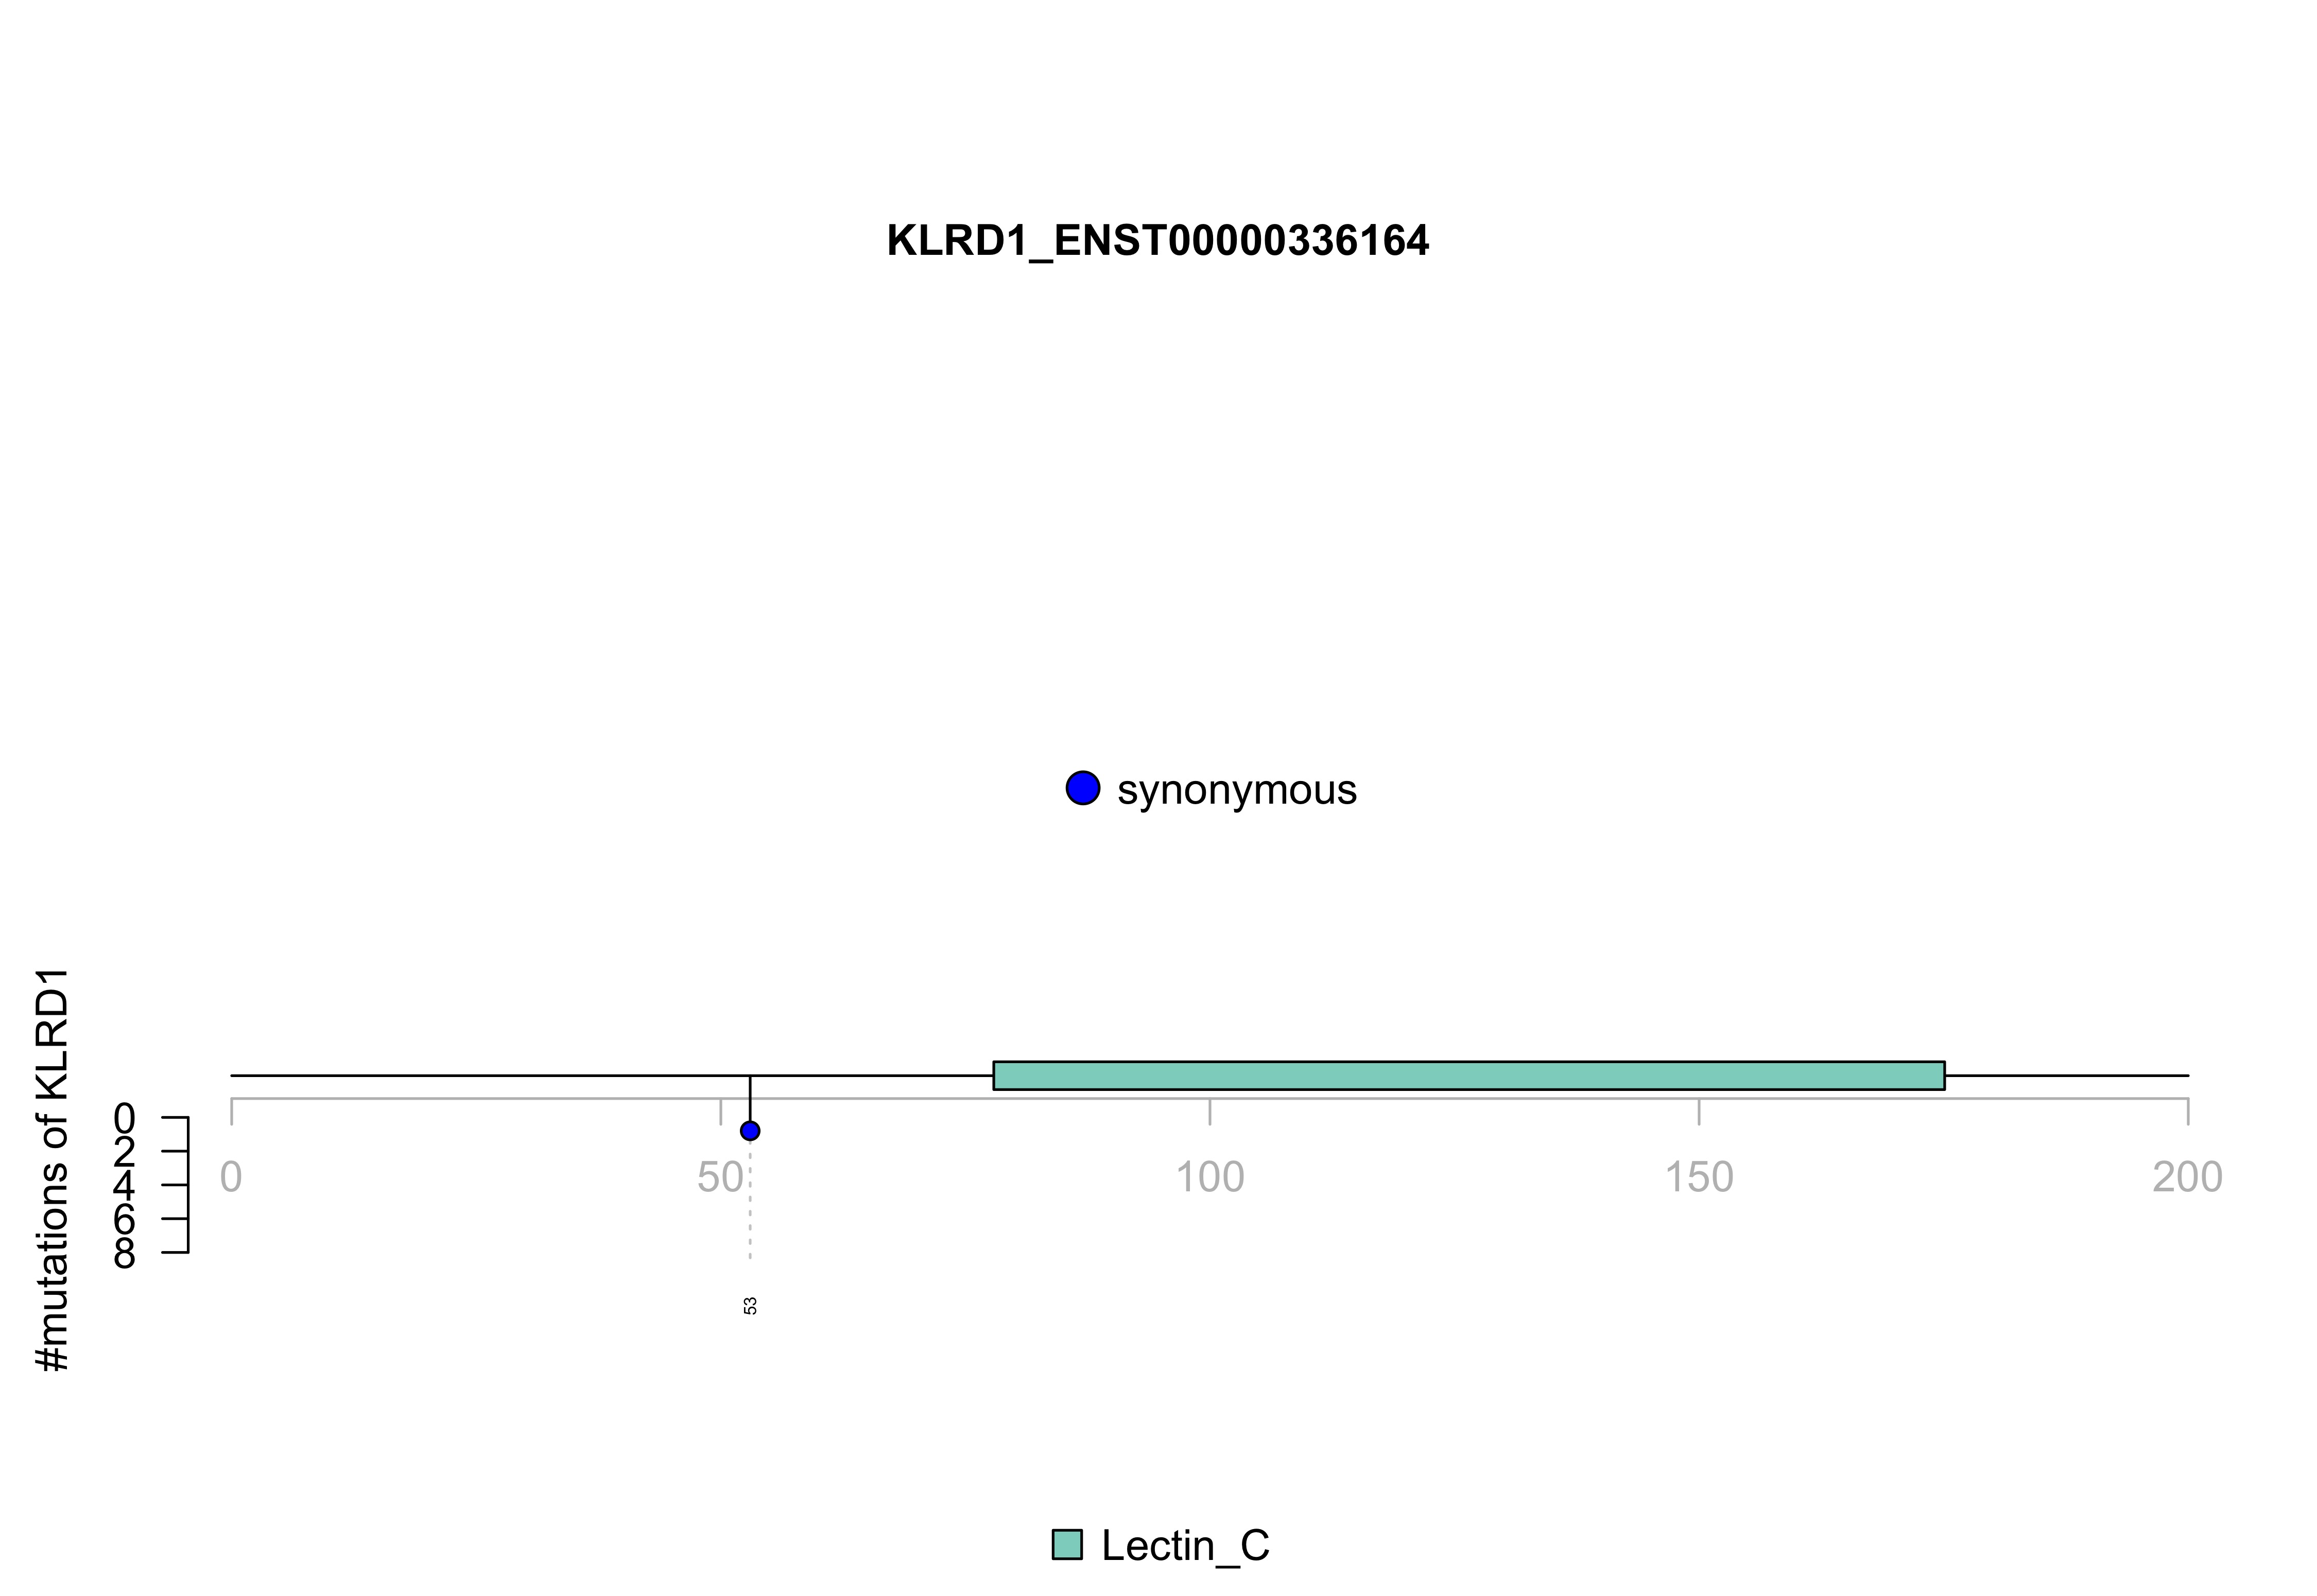 KLRD1_ENST00000336164
synonymous
#mutations of KLRD1
0
2
4
6
8
0 50 100 150 200
53
Lectin_C